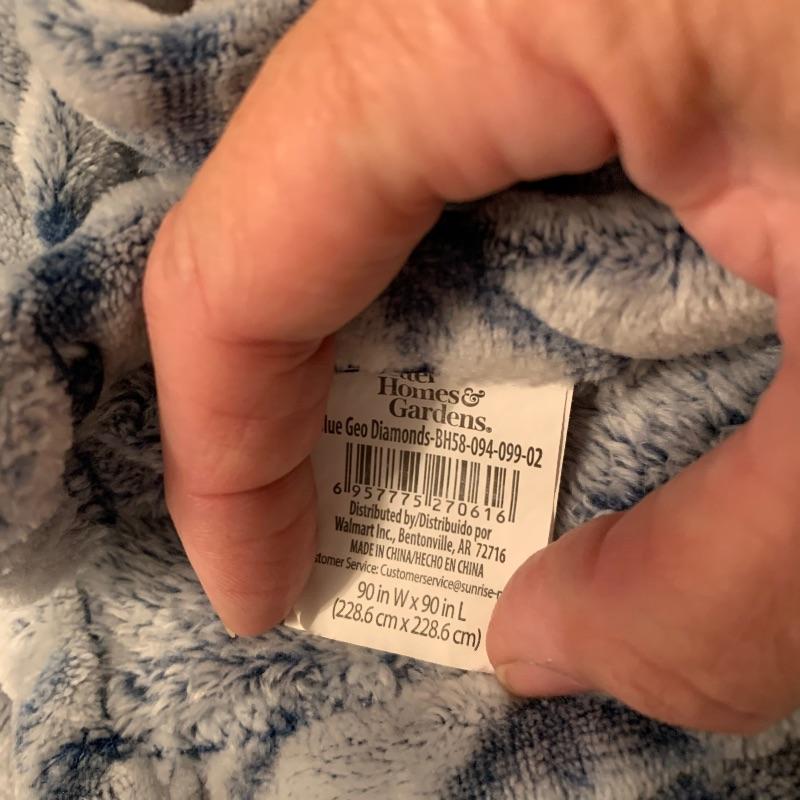 Homes&
Gardens®
lue Geo Diamonds-BH58-094-099-02
6 957775 270616
Distributed by/Distribuido por
Walmart Inc., Bentonville, AR 72716
MADE IN CHINA/HECHO EN CHINA
stomer Service: Customerservice@sunrise-
90 in W x 90 in L
(228.6 cm x 228.6 cm)